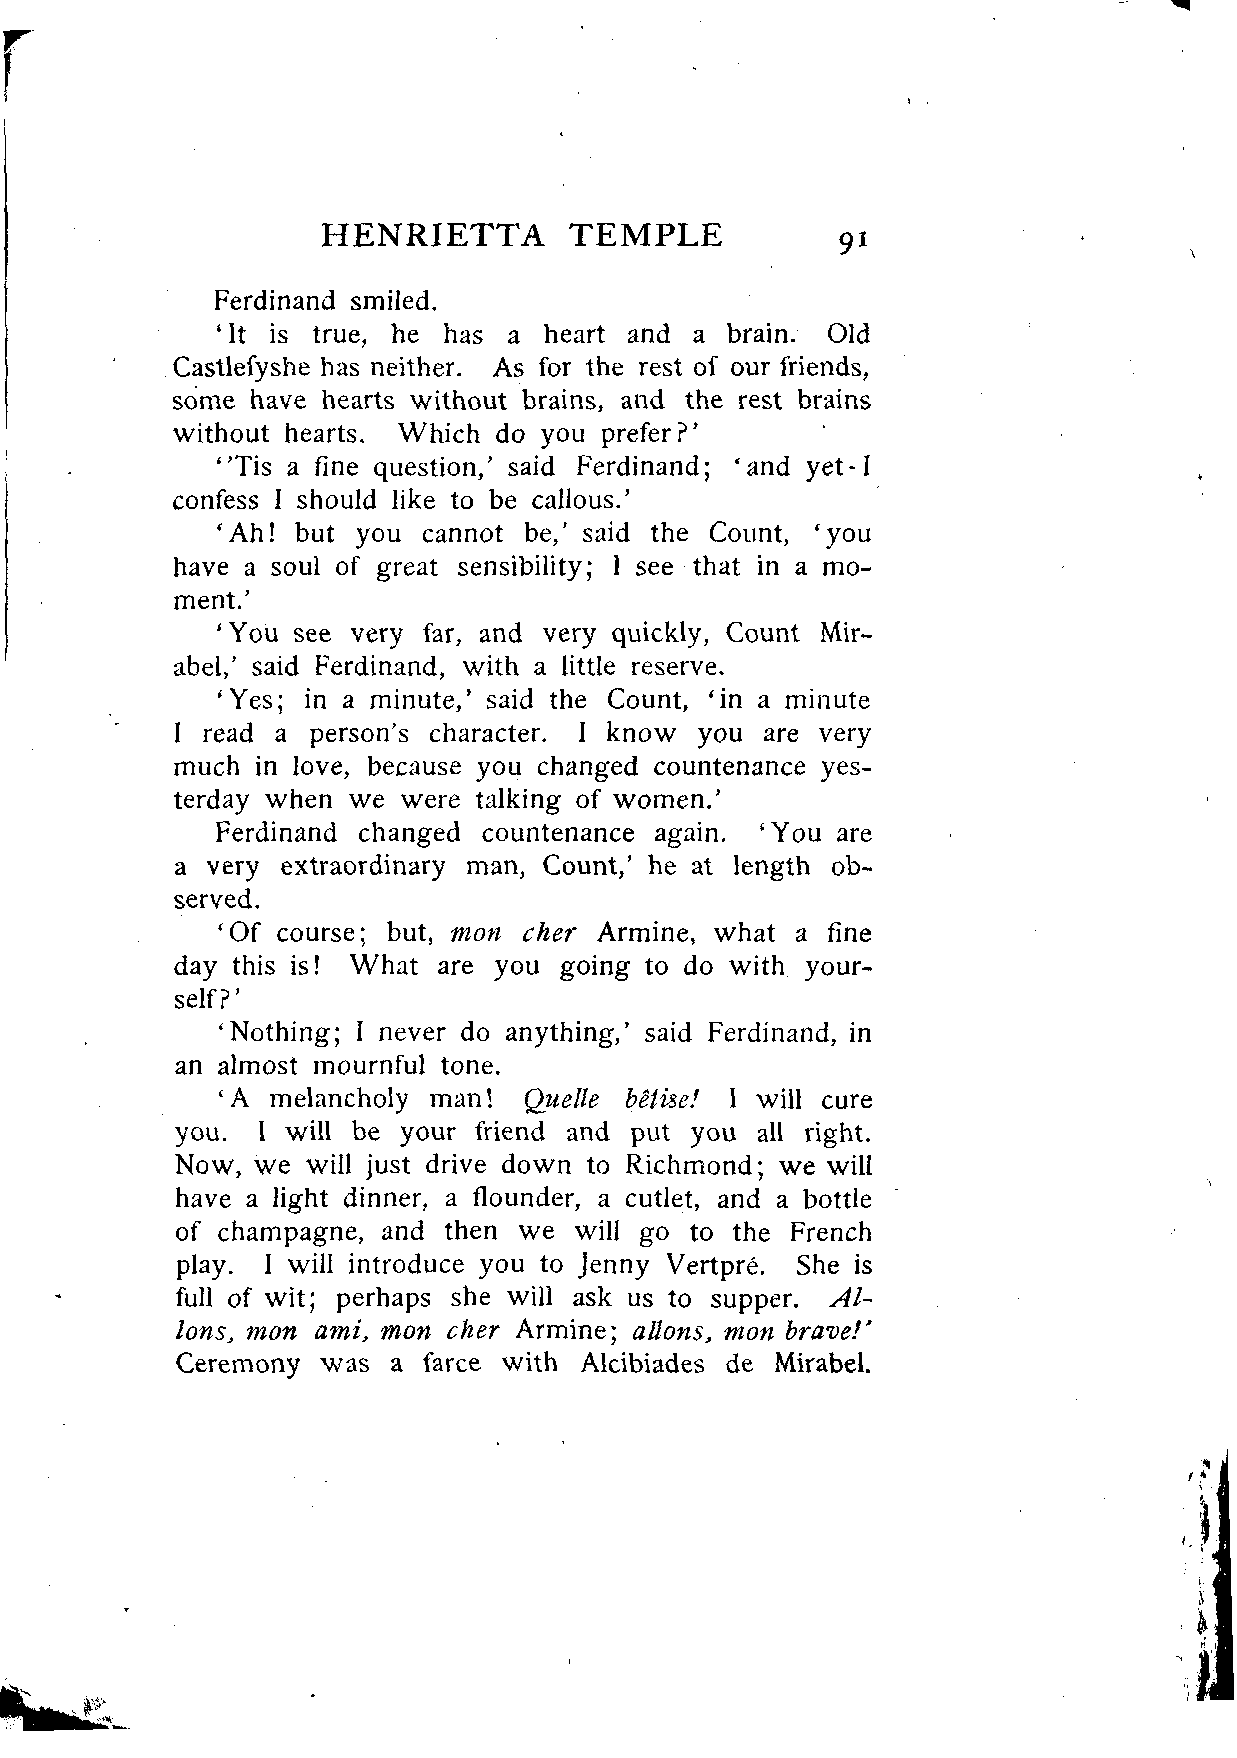 HENRIETTA TEMPLE 91
Ferdinand smiled.
‘It is true, he has a heart and a brain. Old
Castlefyshe has neither. As for the rest of our friends,
some have hearts without brains, and the rest brains
without hearts. Which do you prefer?’
‘’Tis a fine question,’ said Ferdinand; ‘and yet I
confess I should like to be callous.’
‘Ah! but you cannot be,’ said the Count, ‘you
have a soul of great sensibility; I see that in a mo-
ment.’
‘You see very far, and very quickly, Count Mir-
abel,’ said Ferdinand, with a little reserve.
‘Yes; in a minute,’ said the Count, ‘in a minute
I read a person’s character. I know you are very
much in love, because you changed countenance yes-
terday when we were talking of women.’
Ferdinand changed countenance again. ‘You are
a very extraordinary man, Count,’ he at length ob-
served.
‘Of course; but, mon cher Armine, what a fine
day this is! What are you going to do with your-
self?’
‘Nothing; I never do anything,’ said Ferdinand, in
an almost mournful tone.
‘A melancholy man! Quelle bêtise! I will cure
you. I will be your friend and put you all right.
Now, we will just drive down to Richmond; we will
have a light dinner, a flounder, a cutlet, and a bottle
of champagne, and then we will go to the French
play. I will introduce you to Jenny Vertpré. She is
full of wit; perhaps she will ask us to supper. Al-
lons, mon ami, mon cher Armine; allons, mon brave!’
Ceremony was a farce with Alcibiades de Mirabel.